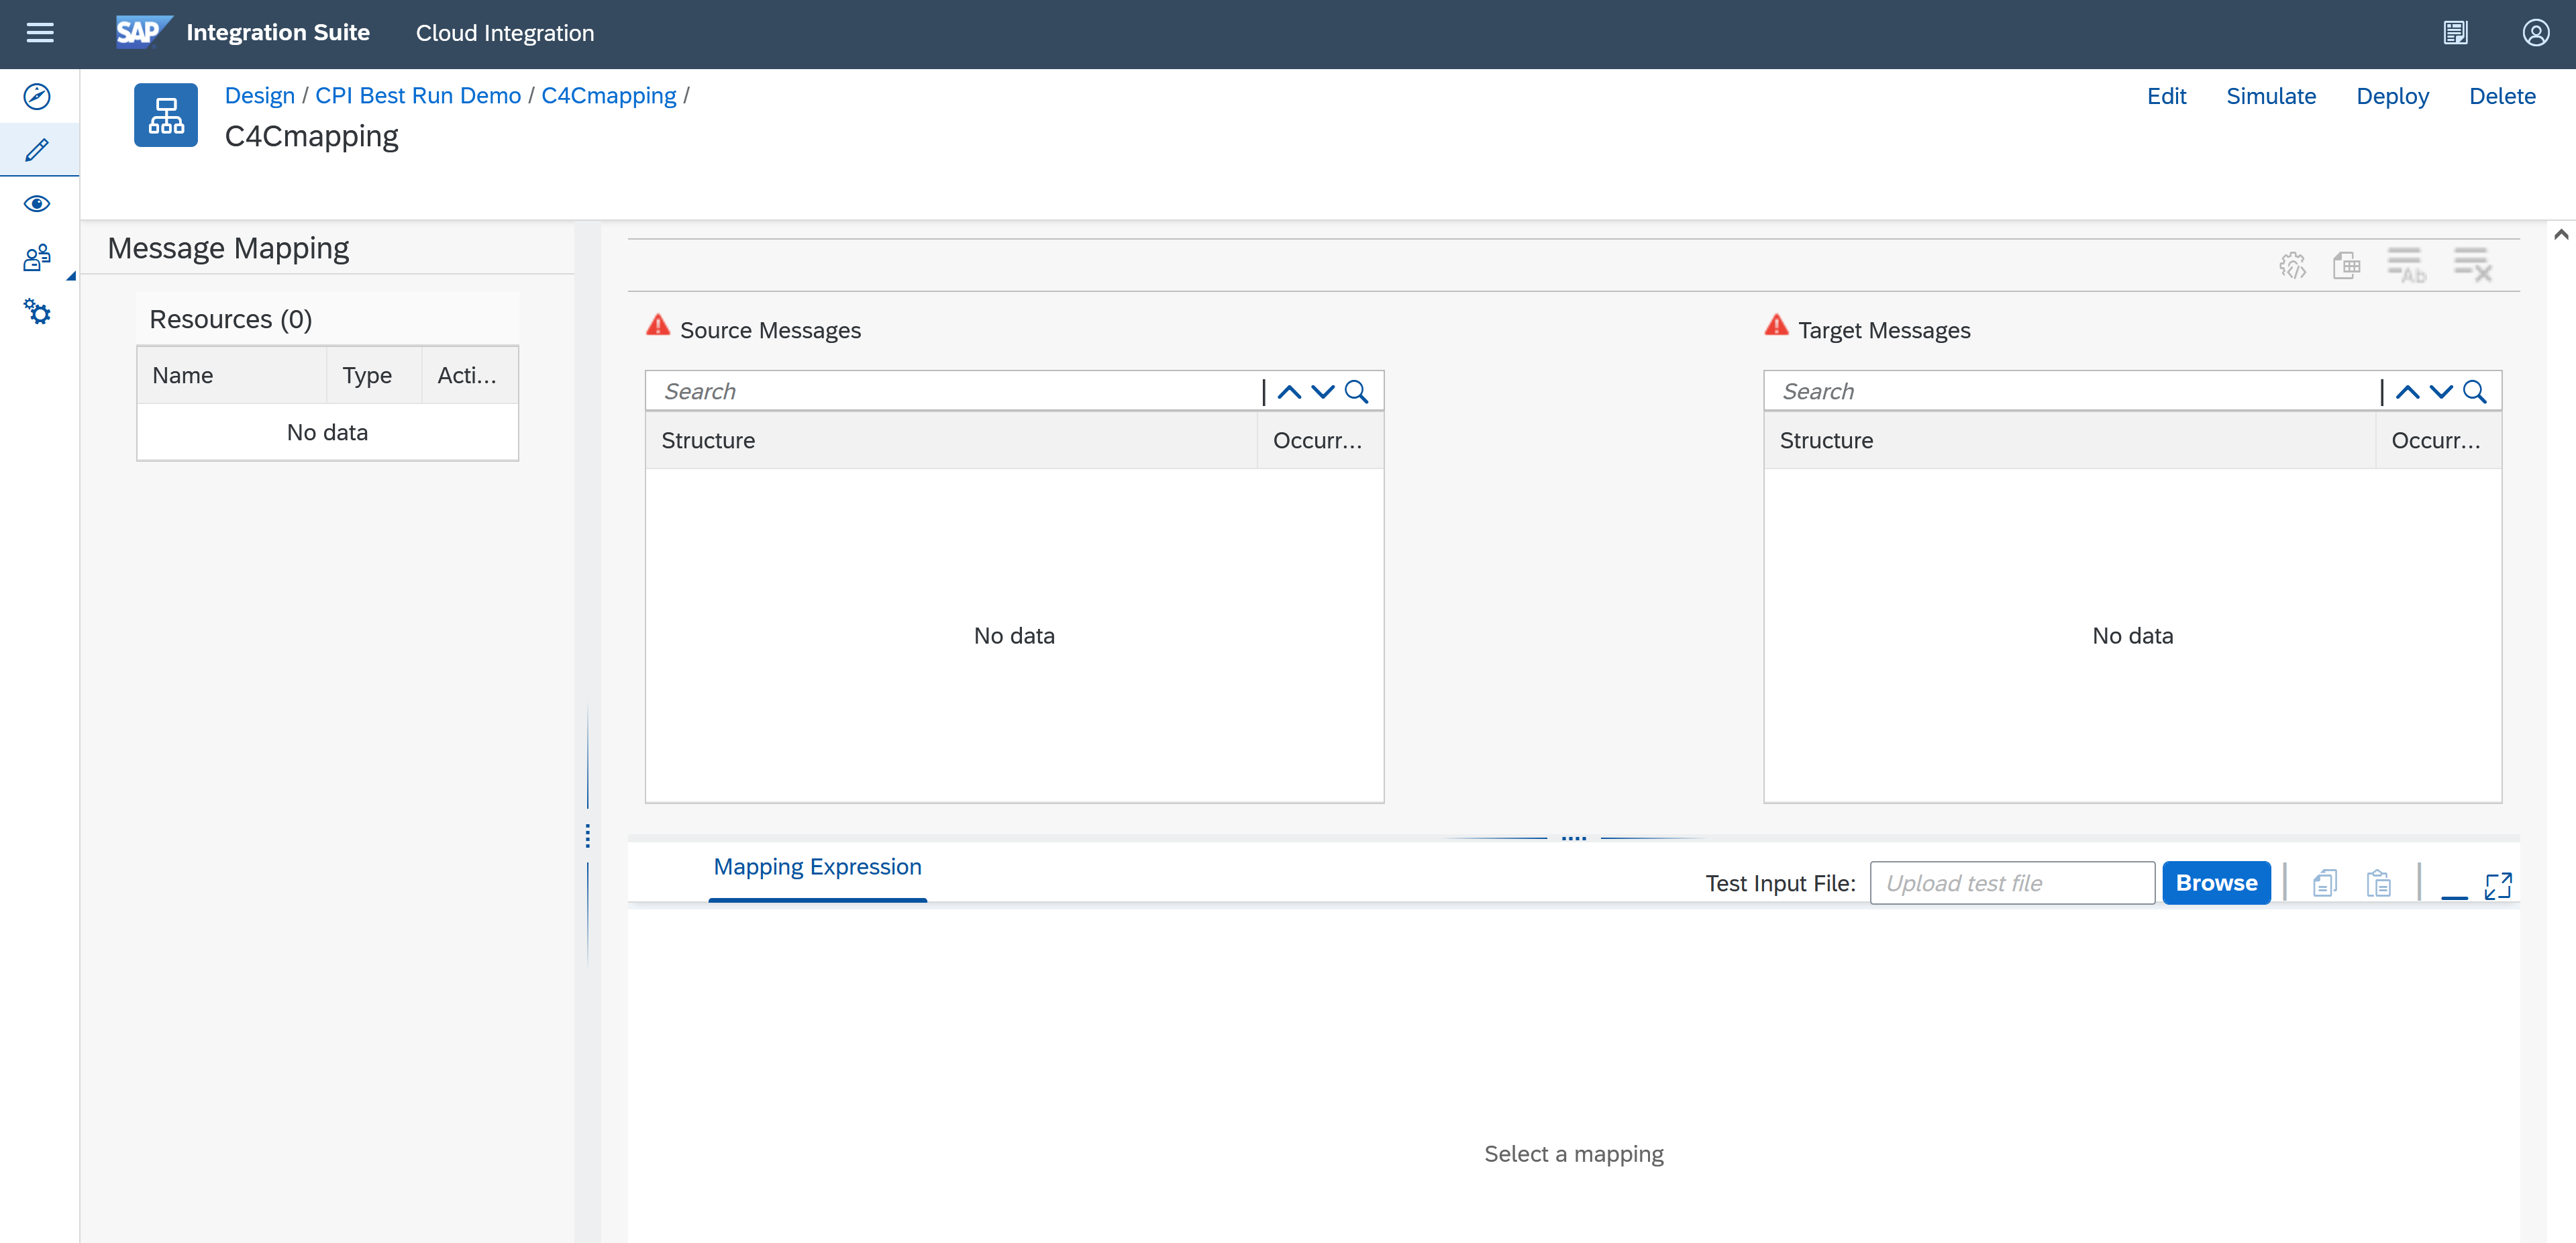 SAP Integration Suite Cloud Integration
Design / CPI Best Run Demo / C4Cmapping /
C4Cmapping
Edit Simulate Deploy Delete
Message Mapping
Resources (0)
Name Type Acti...
No data
Ab
Source Messages
Search
Structure Occurr...
No data
Target Messages
Search
Structure Occurr...
No data
Mapping Expression
Test Input File: Upload test file Browse
Select a mapping